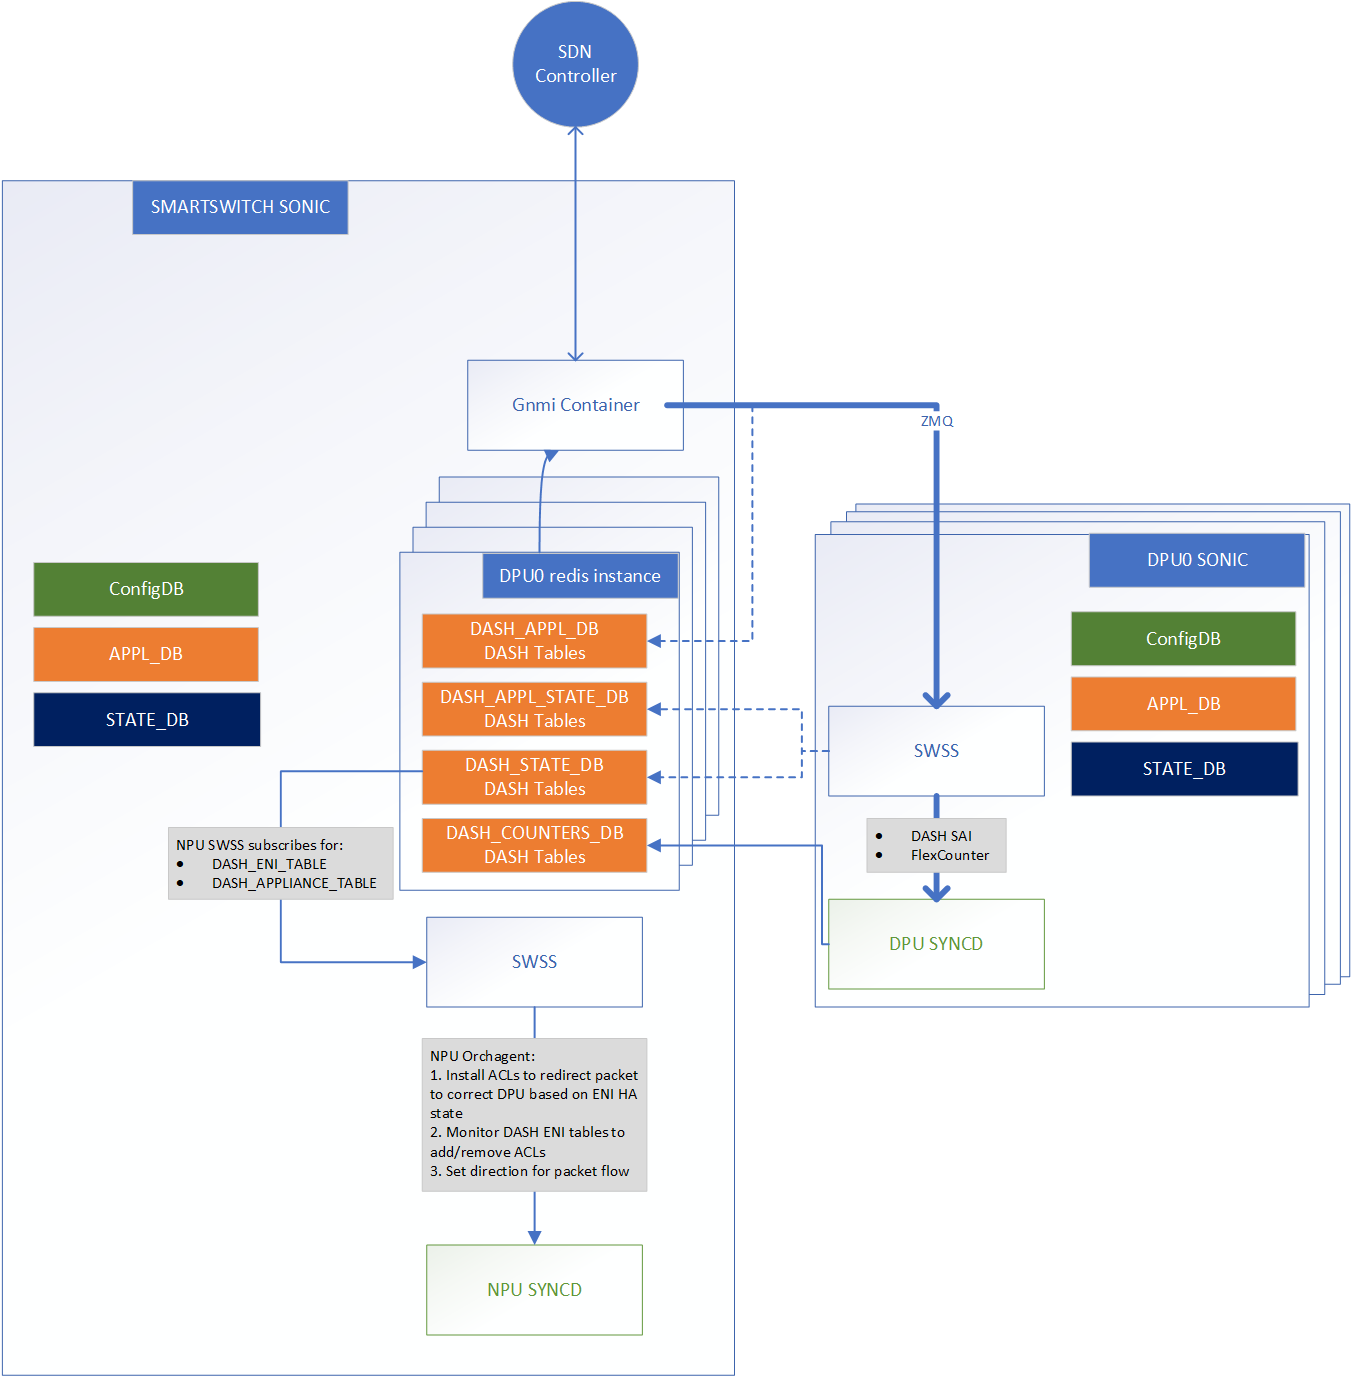 SDN
Controller
SMARTSWITCH SONIC
Gnmi Container
ZMQ
DPU0 redis instance
DASH_APPL_DB
DASH Tables
DASH_APPL_STATE_DB
DASH Tables
DASH_STATE_DB
DASH Tables
DASH_COUNTERS_DB
DASH Tables
ConfigDB
APPL_DB
STATE_DB
NPU SWSS subscribes for:
● DASH_ENI_TABLE
● DASH_APPLIANCE_TABLE
SWSS
NPU Orchagent:
1. Install ACLs to redirect packet
to correct DPU based on ENI HA
state
2. Monitor DASH ENI tables to
add/remove ACLs
3. Set direction for packet flow
NPU SYNCD
DPU0 SONIC
ConfigDB
APPL_DB
STATE_DB
SWSS
● DASH SAI
● FlexCounter
DPU SYNCD